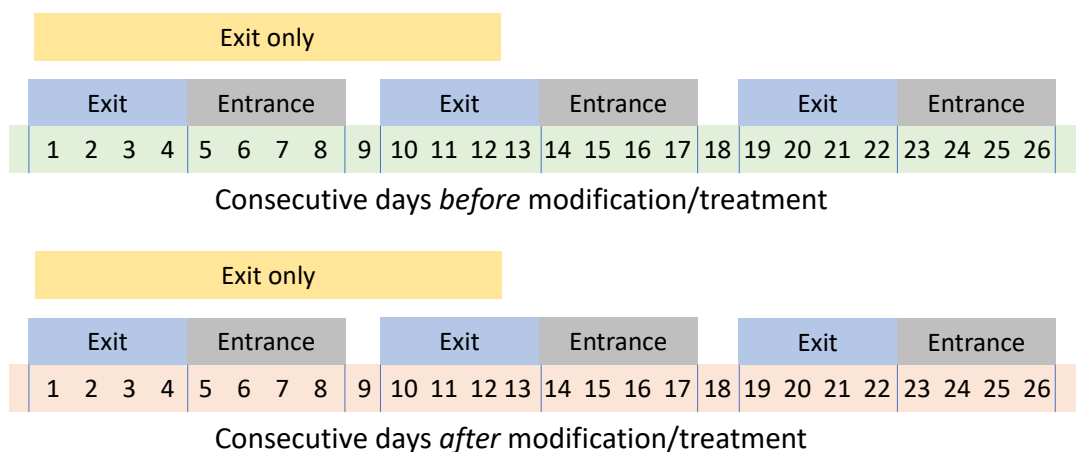 Exit only
Exit Entrance Exit Entrance Exit Entrance
1 2 3 4 5 6 7 8 9 10 11 12 13 14 15 16 17 18 19 20 21 22 23 24 25 26
Consecutive days before modification/treatment
Exit only
Exit Entrance Exit Entrance Exit Entrance
1 2 3 4 5 6 7 8 9 10 11 12 13 14 15 16 17 18 19 20 21 22 23 24 25 26
Consecutive days after modification/treatment